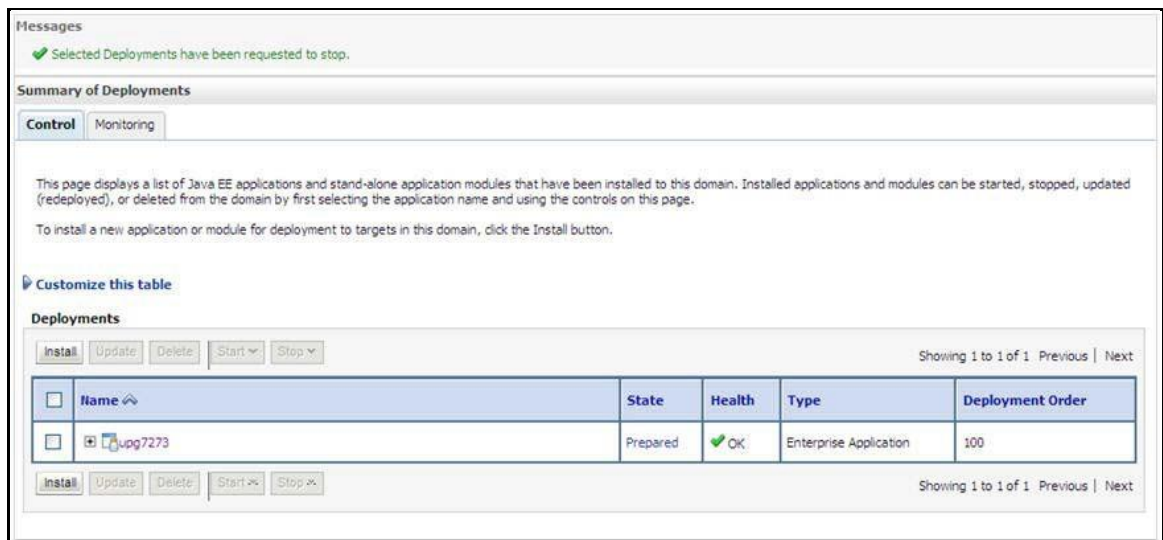 Messages
Selected Deployments have been requested to stop.
Summary of Deployments
Control Monitoring
This page displays a list of Java EE applications and stand-alone application modules that have been installed to this domain. Installed applications and modules can be started, stopped, updated
(redeployed), or deleted from the domain by first selecting the application name and using the controls on this page.
To install a new application or module for deployment to targets in this domain, click the Install button.
Customize this table
Deployments
Install Update Delete Start Stop Showing 1 to 1 of 1 Previous | Next
Name State Health Type Deployment Order
upg7273 Prepared OK Enterprise Application 100
Install Update Delete Start Stop Showing 1 to 1 of 1 Previous | Next